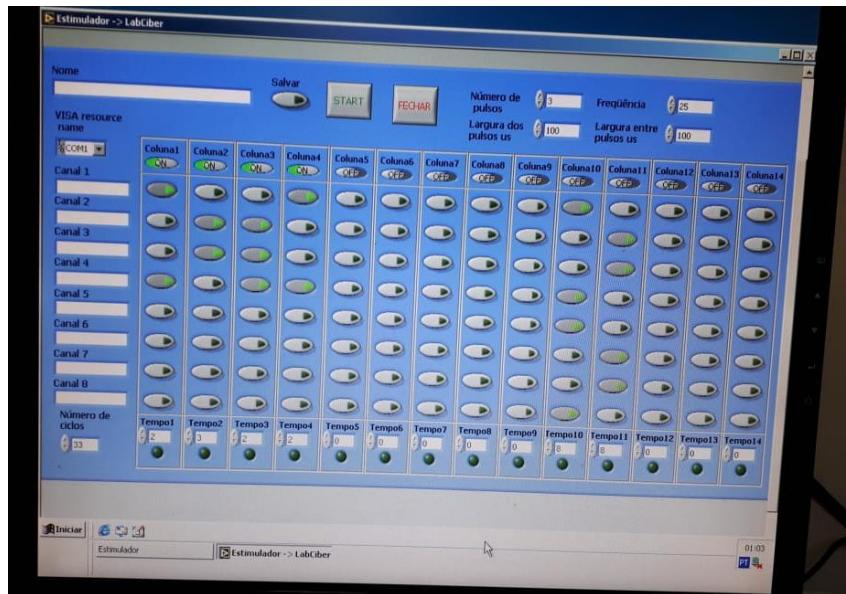 Estimulador -> LabCiber
Nome
Salvar
START
FECHAR
Número de pulsos
3
Freqüência
25
Largura dos pulsos us
100
Largura entre pulsos us
100
VISA resource name
COM1
Coluna1 Coluna2 Coluna3 Coluna4 Coluna5 Coluna6 Coluna7 Coluna8 Coluna9 Coluna10 Coluna11 Coluna12 Coluna13 Coluna14
ON ON ON ON OFF OFF OFF OFF OFF OFF OFF OFF OFF OFF
Canal 1
Canal 2
Canal 3
Canal 4
Canal 5
Canal 6
Canal 7
Canal 8
Número de ciclos
33
Tempo1 Tempo2 Tempo3 Tempo4 Tempo5 Tempo6 Tempo7 Tempo8 Tempo9 Tempo10 Tempo11 Tempo12 Tempo13 Tempo14
2 3 2 2 0 0 0 0 0 8 8 0 0 0
Iniciar
Estimulador
Estimulador -> LabCiber
01:03
PT